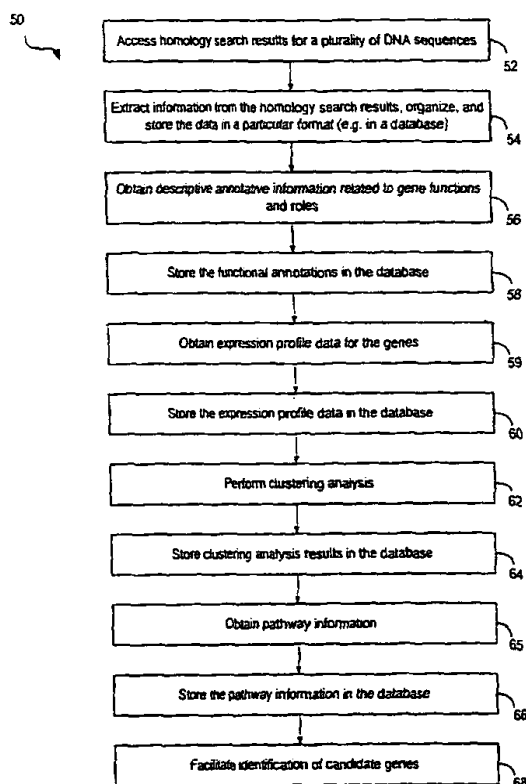 50
Access homology search results for a plurality of DNA sequences
52
Extract information from the homology search results, organize, and
store the data in a particular format (e.g. in a database)
54
Obtain descriptive annotative information related to gene functions
and roles
56
Store the functional annotations in the database
58
Obtain expression profile data for the genes
59
Store the expression profile data in the database
60
Perform clustering analysis
62
Store clustering analysis results in the database
64
Obtain pathway information
65
Store the pathway information in the database
66
Facilitate identification of candidate genes
68